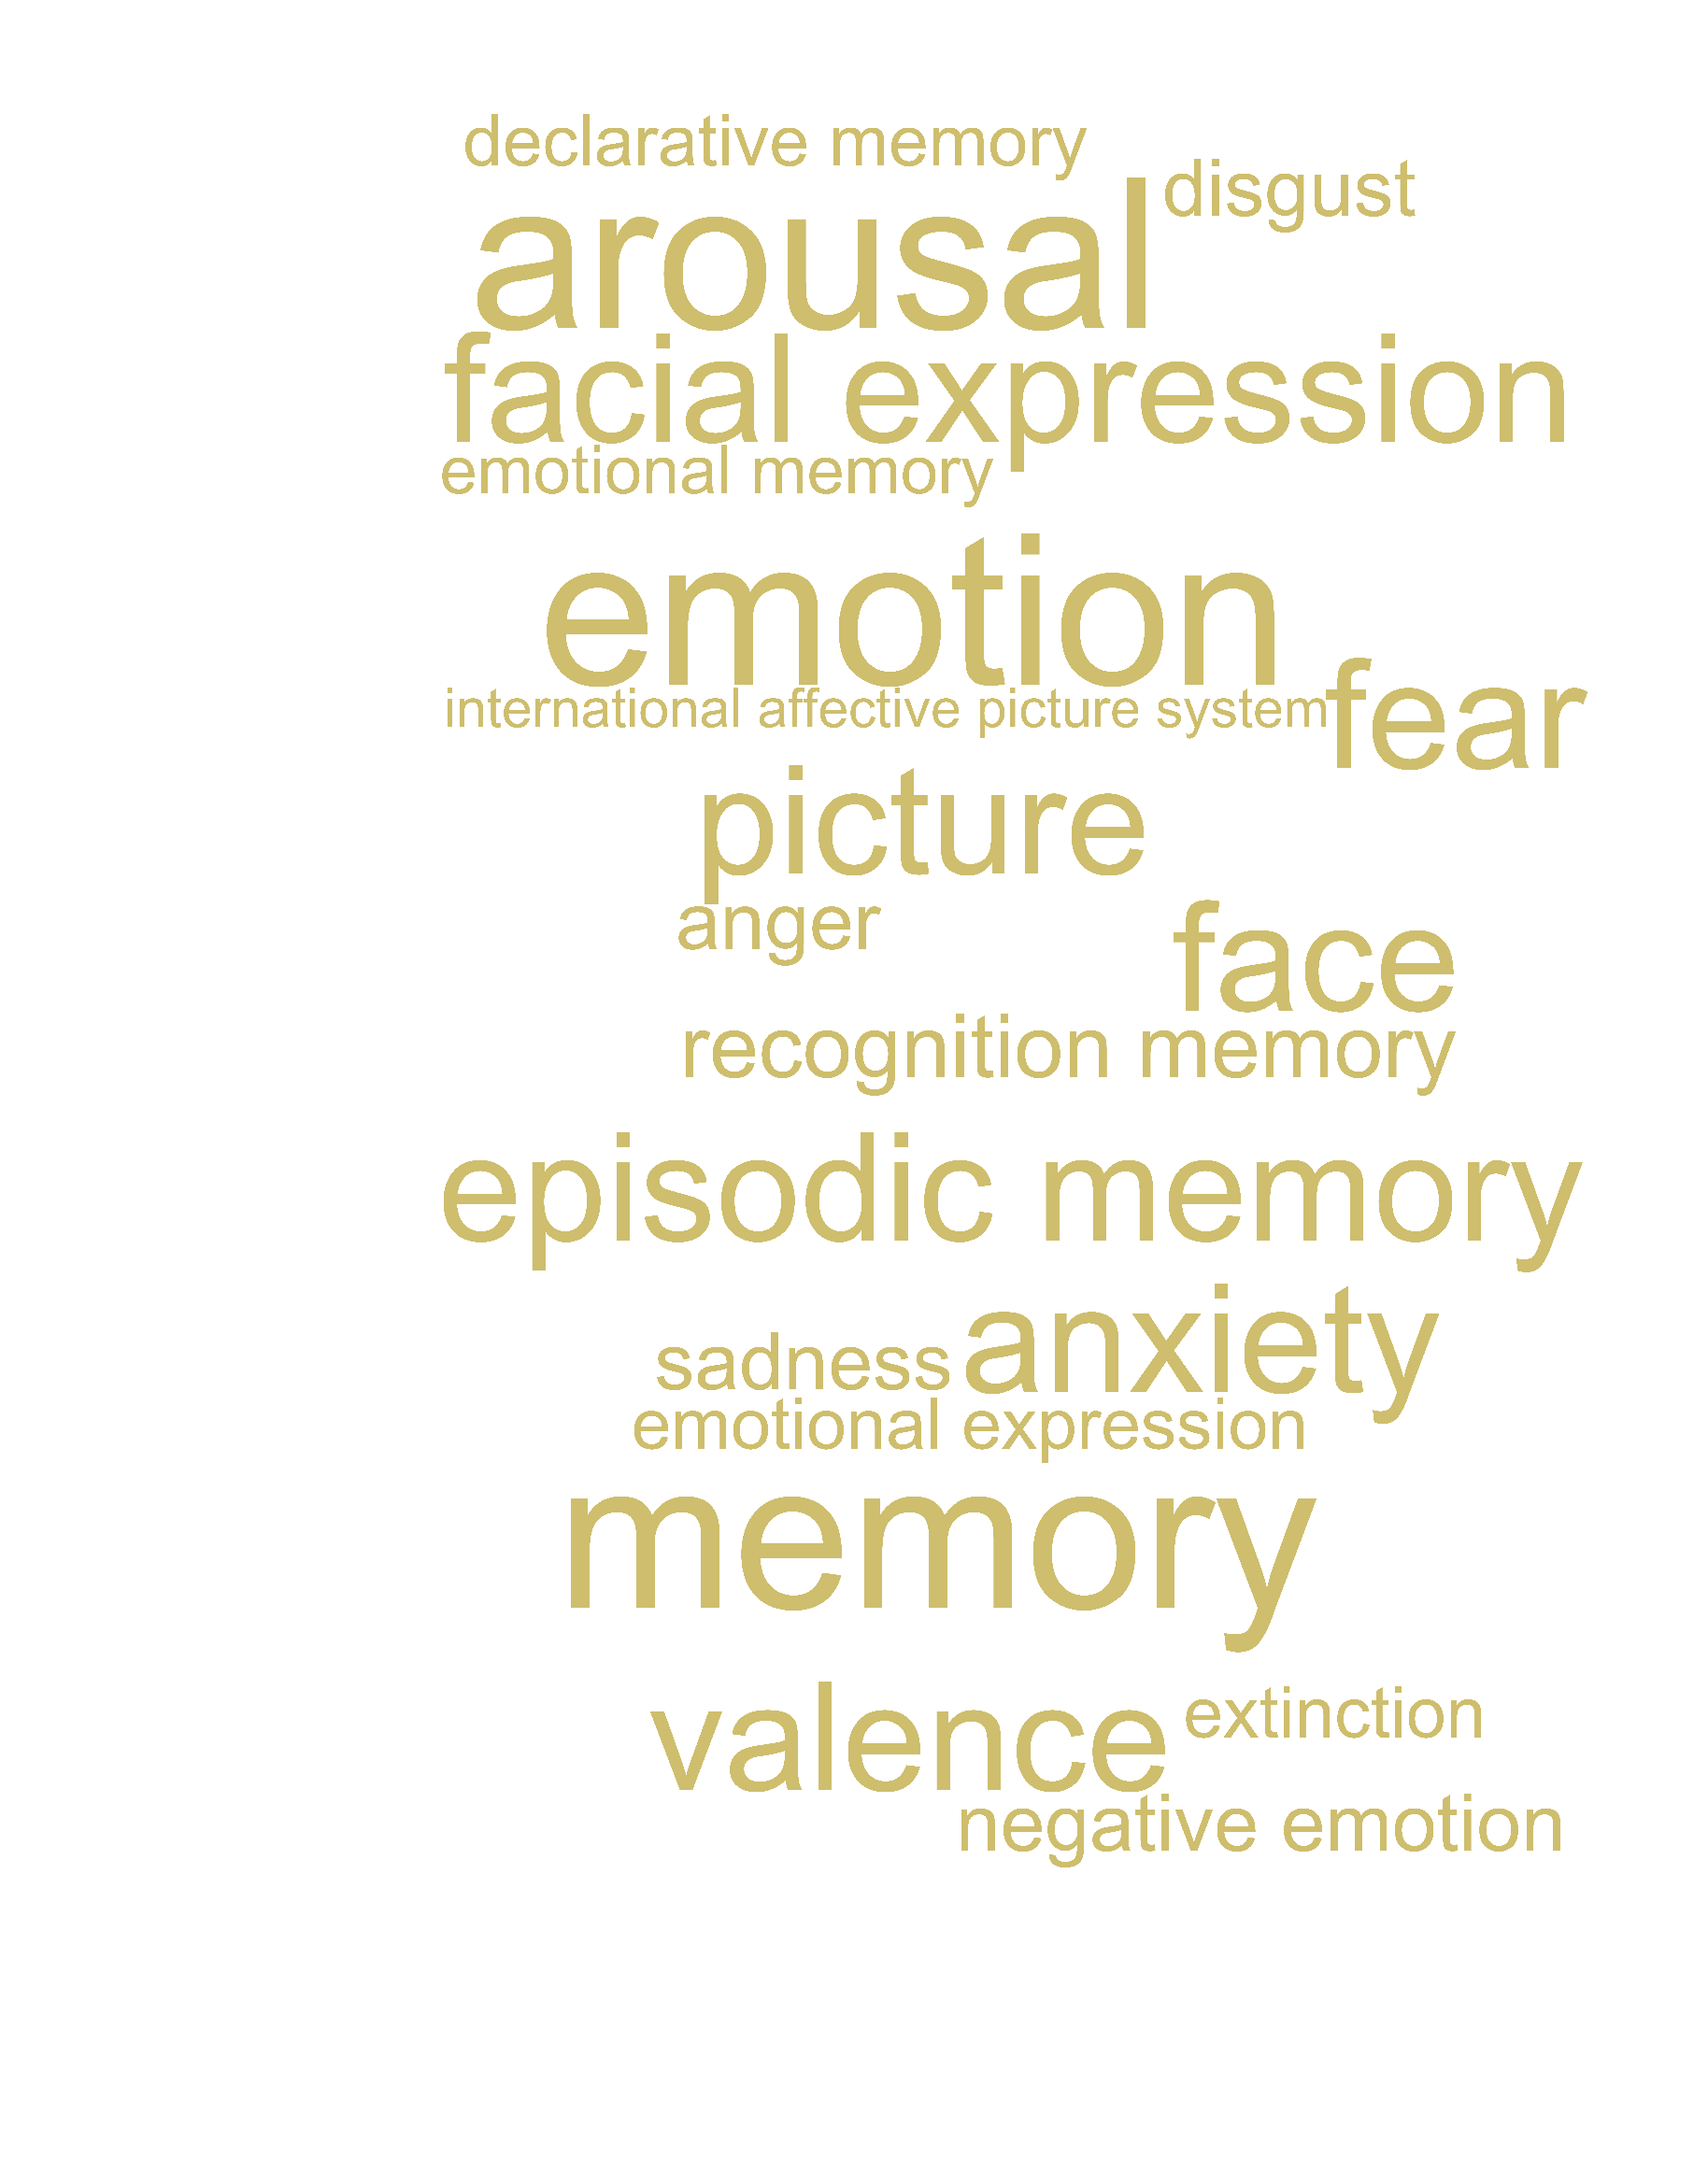 declarative memory
disgust
arousal
facial expression
emotional memory
emotion
international affective picture system
fear
picture
anger
face
recognition memory
episodic memory
anxiety
sadness
emotional expression
memory
valence
extinction
negative emotion